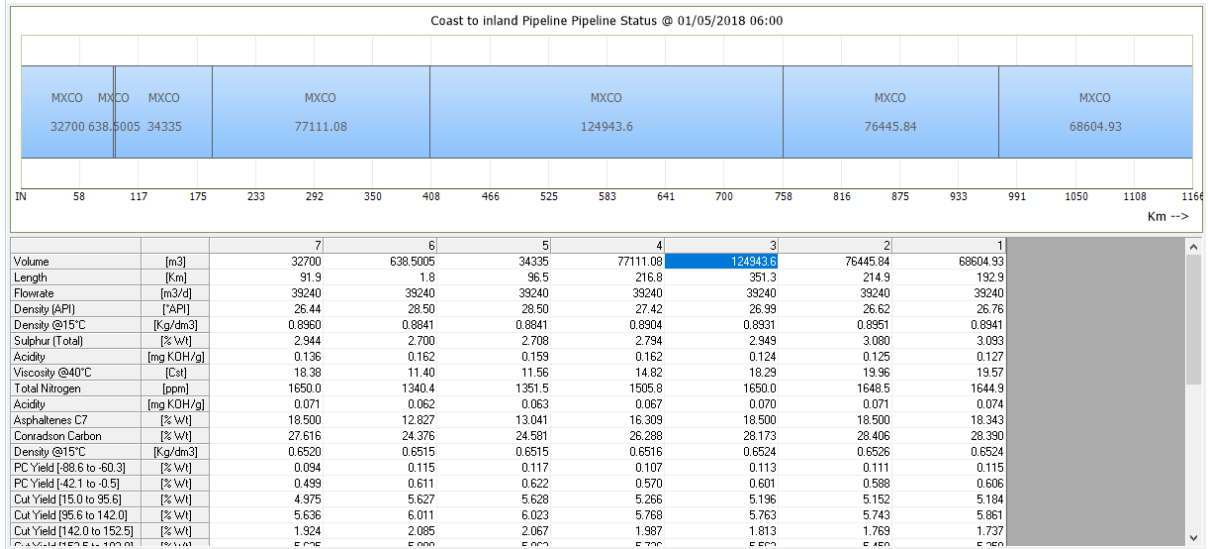 Coast to inland Pipeline Pipeline Status @ 01/05/2018 06:00
MXCO MXCO MXCO MXCO MXCO MXCO MXCO
32700 638.5005 34335 77111.08 124943.6 76445.84 68604.93
IN 58 117 175 233 292 350 408 466 525 583 641 700 758 816 875 933 991 1050 1108 1166
Km -->
7 6 5 4 3 2 1
Volume [m3] 32700 638.5005 34335 77111.08 124943.6 76445.84 68604.93
Length [Km] 91.9 1.8 96.5 216.8 351.3 214.9 192.9
Flowrate [m3/d] 39240 39240 39240 39240 39240 39240 39240
Density (API) [°API] 26.44 28.50 28.50 27.42 26.99 26.62 26.76
Density @15°C [Kg/dm3] 0.8960 0.8841 0.8841 0.8904 0.8931 0.8951 0.8941
Sulphur (Total) [% Wt] 2.944 2.700 2.708 2.794 2.949 3.080 3.093
Acidity [mg KOH/g] 0.136 0.162 0.159 0.162 0.124 0.125 0.127
Viscosity @40°C [Cst] 18.38 11.40 11.56 14.82 18.29 19.96 19.57
Total Nitrogen [ppm] 1650.0 1340.4 1351.5 1505.8 1650.0 1648.5 1644.9
Acidity [mg KOH/g] 0.071 0.062 0.063 0.067 0.070 0.071 0.074
Asphaltenes C7 [% Wt] 18.500 12.827 13.041 16.309 18.500 18.500 18.343
Conradson Carbon [% Wt] 27.616 24.376 24.581 26.288 28.173 28.406 28.390
Density @15°C [Kg/dm3] 0.6520 0.6515 0.6515 0.6516 0.6524 0.6526 0.6524
PC Yield [-88.6 to -60.3] [% Wt] 0.094 0.115 0.117 0.107 0.113 0.111 0.115
PC Yield [-42.1 to -0.5] [% Wt] 0.499 0.611 0.622 0.570 0.601 0.588 0.606
Cut Yield [15.0 to 95.6] [% Wt] 4.975 5.627 5.628 5.266 5.196 5.152 5.184
Cut Yield [95.6 to 142.0] [% Wt] 5.636 6.011 6.023 5.768 5.763 5.743 5.861
Cut Yield [142.0 to 152.5] [% Wt] 1.924 2.085 2.067 1.987 1.813 1.769 1.737